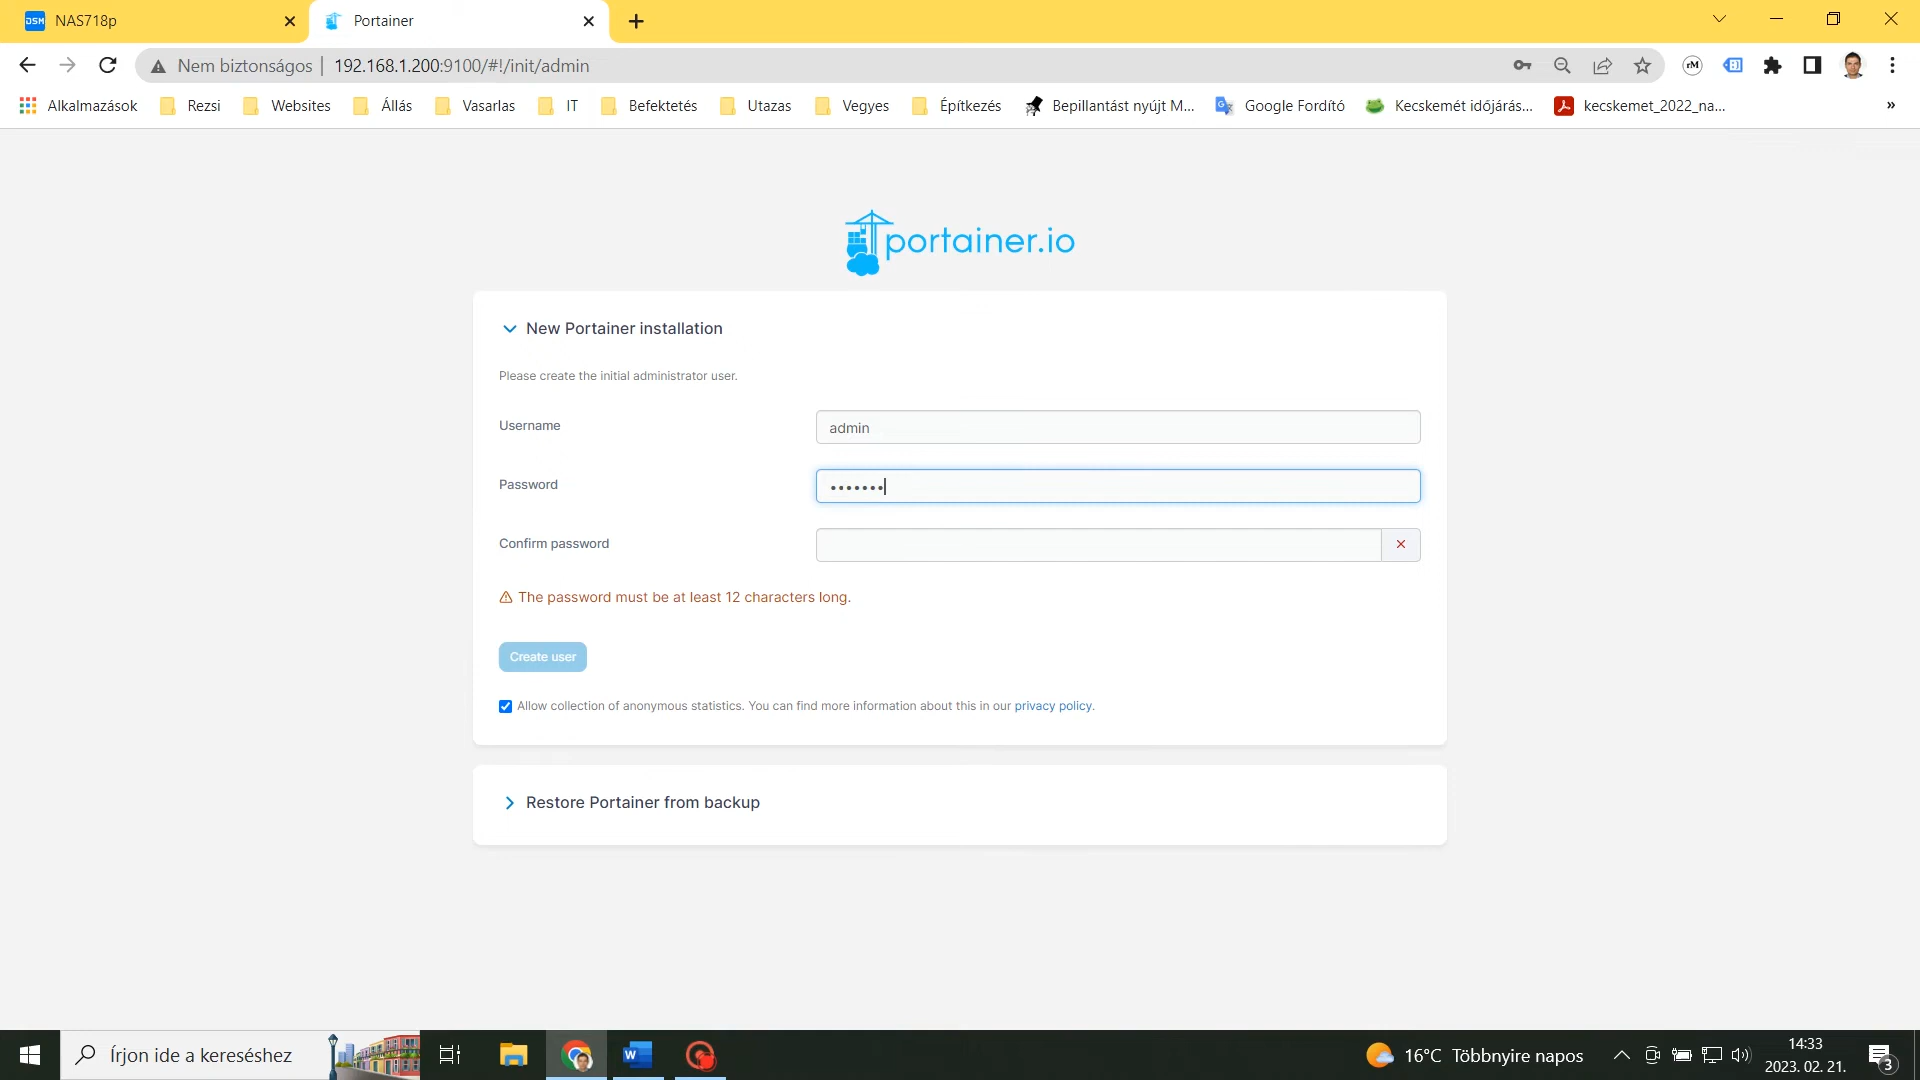 NAS718p
Portainer
Nem biztonságos | 192.168.1.200:9100/#!/init/admin
rM
Alkalmazások Rezsi Websites Állás Vasarlas IT Befektetés Utazas Vegyes Építkezés Bepillantást nyújt M... Google Fordító Kecskemét időjárás... kecskemet_2022_na... »
portainer.io
New Portainer installation
Please create the initial administrator user.
Username
admin
Password
•••••••
Confirm password
The password must be at least 12 characters long.
Create user
Allow collection of anonymous statistics. You can find more information about this in our privacy policy.
Restore Portainer from backup
Írjon ide a kereséshez
16°C Többnyire napos
14:33
2023. 02. 21.
3